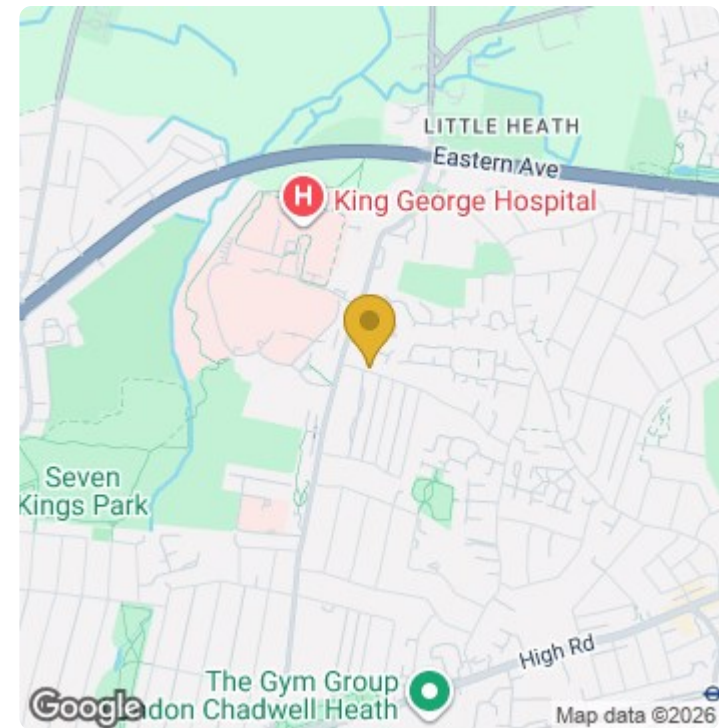 LITTLE HEATH
Eastern Ave
H
King George Hospital
Seven
Kings Park
High Rd
The Gym Group
London Chadwell Heath
Google
Map data ©2026